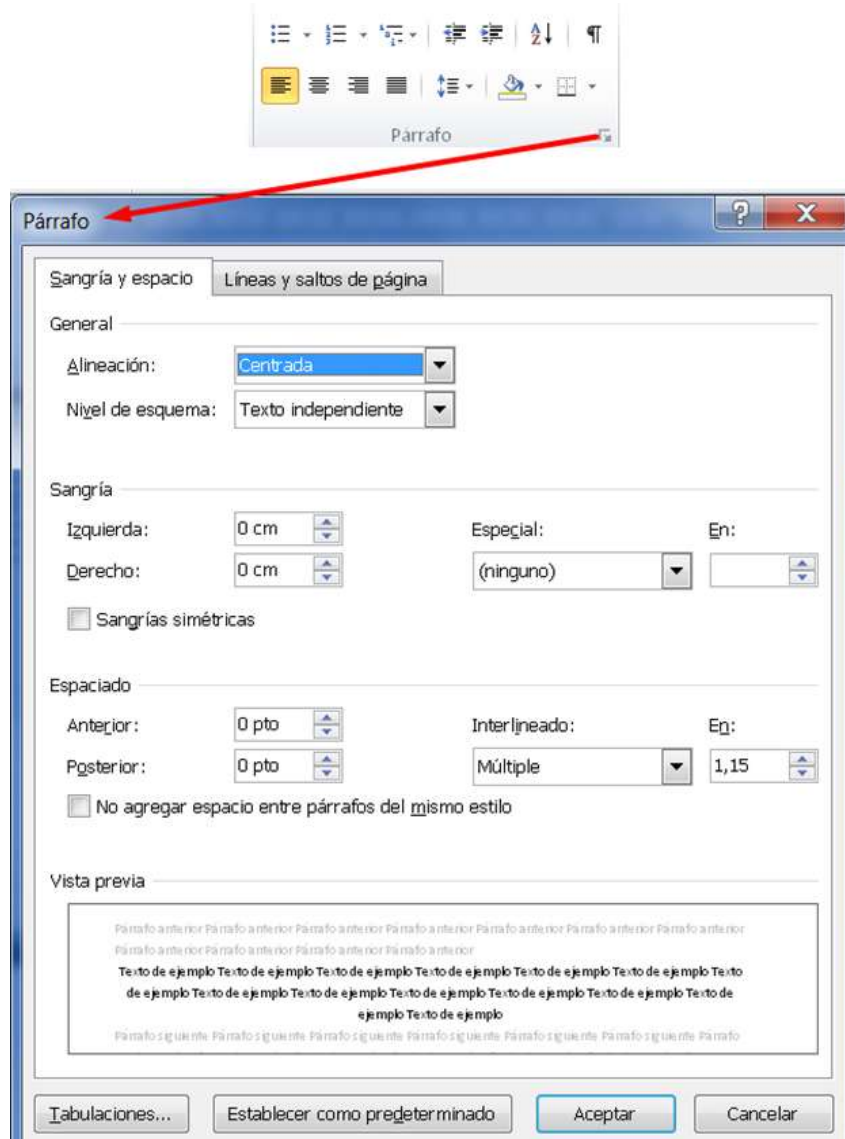 Párrafo
Párrafo
Sangría y espacio Líneas y saltos de página
General
Alineación: Centrada
Nivel de esquema: Texto independiente
Sangría
Izquierda: 0 cm Especial: En:
Derecho: 0 cm (ninguno)
Sangrías simétricas
Espaciado
Anterior: 0 pto Interlineado: En:
Posterior: 0 pto Múltiple 1,15
No agregar espacio entre párrafos del mismo estilo
Vista previa
Párrafo anterior Párrafo anterior Párrafo anterior Párrafo anterior Párrafo anterior Párrafo anterior Párrafo anterior
Párrafo anterior Párrafo anterior Párrafo anterior Párrafo anterior
Texto de ejemplo Texto de ejemplo Texto de ejemplo Texto de ejemplo Texto de ejemplo Texto de ejemplo Texto
de ejemplo Texto de ejemplo Texto de ejemplo Texto de ejemplo Texto de ejemplo Texto de ejemplo Texto de
ejemplo Texto de ejemplo
Párrafo siguiente Párrafo siguiente Párrafo siguiente Párrafo siguiente Párrafo siguiente Párrafo siguiente Párrafo
Tabulaciones... Establecer como predeterminado Aceptar Cancelar